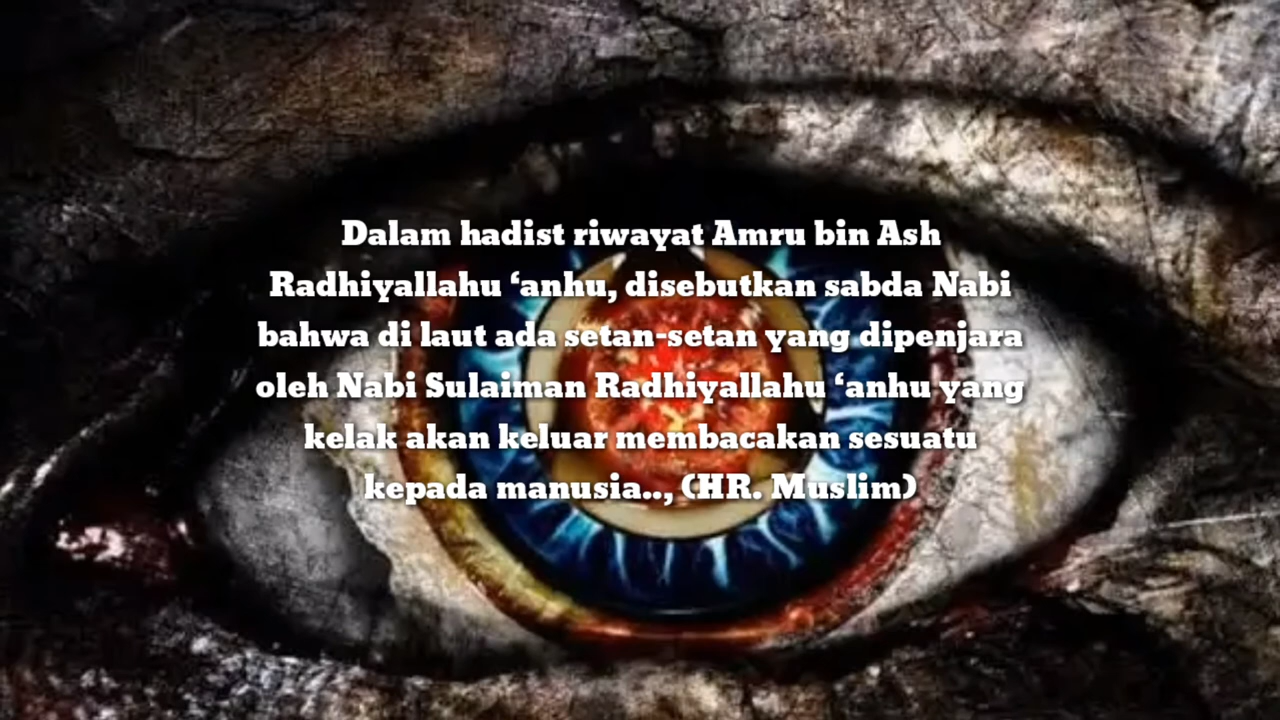 Dalam hadist riwayat Amru bin Ash
Radhiyallahu ‘anhu, disebutkan sabda Nabi
bahwa di laut ada setan-setan yang dipenjara
oleh Nabi Sulaiman Radhiyallahu ‘anhu yang
kelak akan keluar membacakan sesuatu
kepada manusia.., (HR. Muslim)